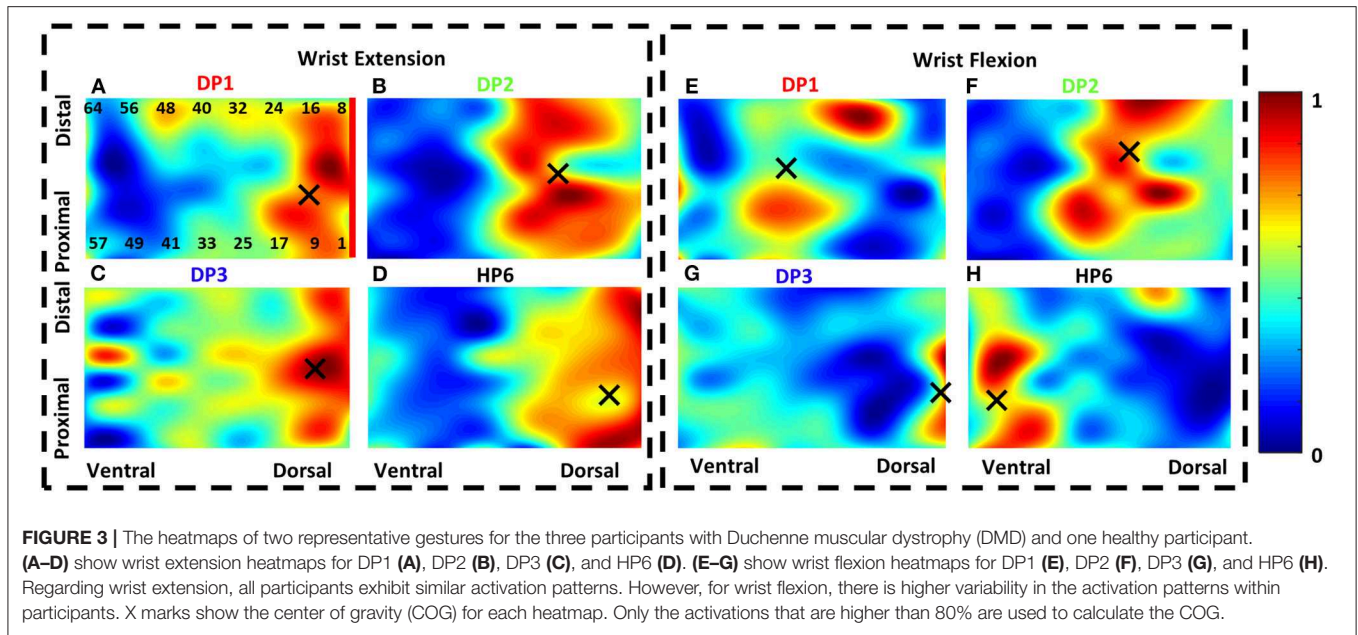 Wrist Extension
Wrist Flexion
A
DP1
B
DP2
E
DP1
F
DP2
1
64 56 48 40 32 24 16 8
Distal
Proximal
57 49 41 33 25 17 9 1
C
DP3
D
HP6
G
DP3
H
HP6
Distal
Proximal
0
Ventral
Dorsal
Ventral
Dorsal
Ventral
Dorsal
Ventral
Dorsal
FIGURE 3 | The heatmaps of two representative gestures for the three participants with Duchenne muscular dystrophy (DMD) and one healthy participant.
(A–D) show wrist extension heatmaps for DP1 (A), DP2 (B), DP3 (C), and HP6 (D). (E–G) show wrist flexion heatmaps for DP1 (E), DP2 (F), DP3 (G), and HP6 (H).
Regarding wrist extension, all participants exhibit similar activation patterns. However, for wrist flexion, there is higher variability in the activation patterns within
participants. X marks show the center of gravity (COG) for each heatmap. Only the activations that are higher than 80% are used to calculate the COG.